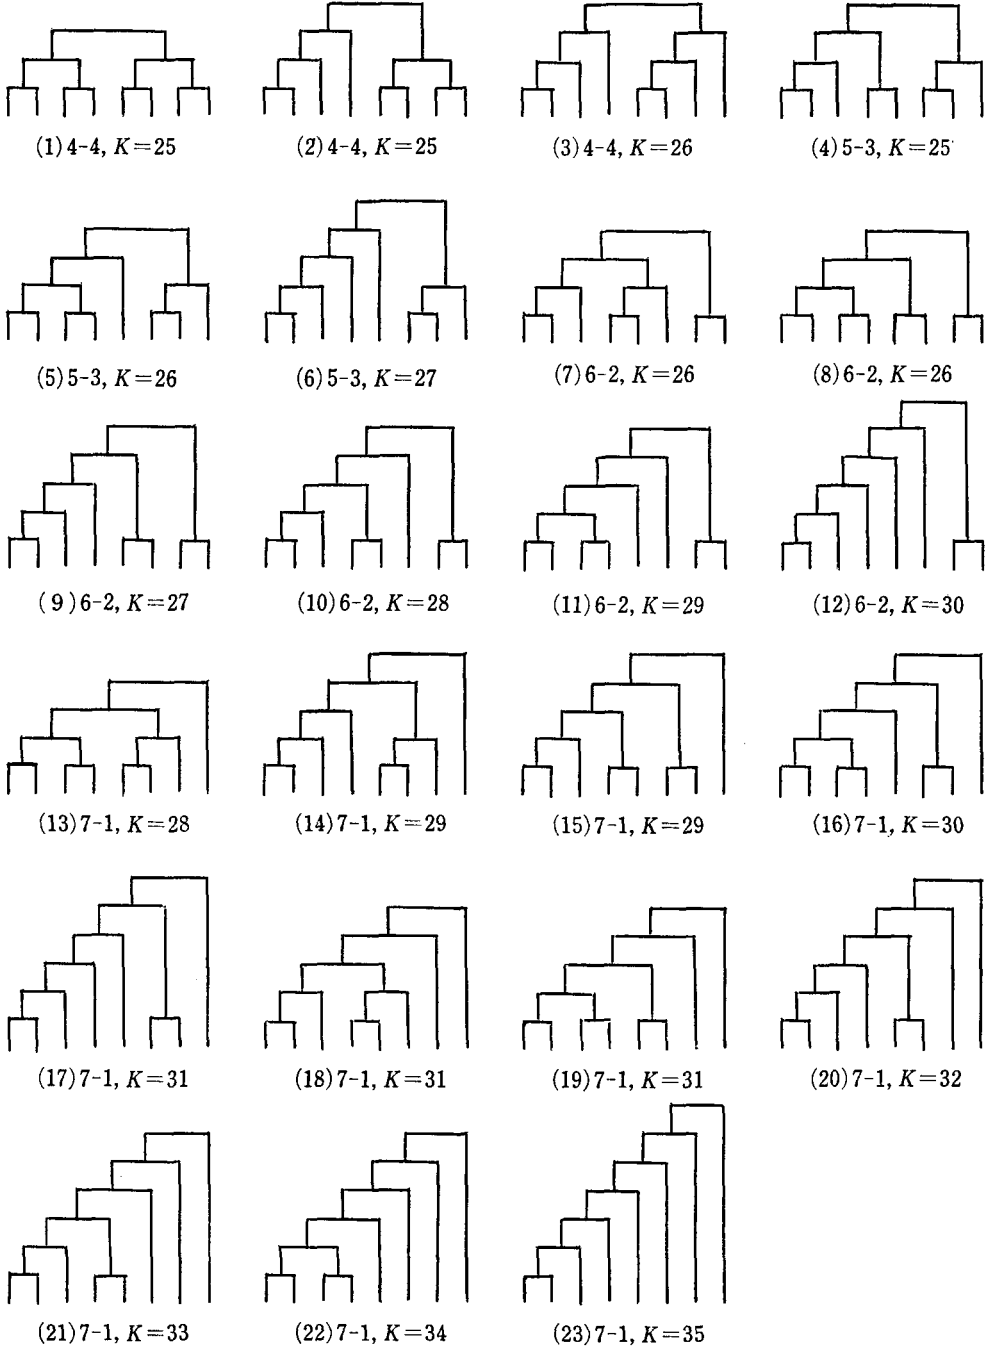 (1) 4-4, K=25
(2) 4-4, K=25
(3) 4-4, K=26
(4) 5-3, K=25
(5) 5-3, K=26
(6) 5-3, K=27
(7) 6-2, K=26
(8) 6-2, K=26
(9) 6-2, K=27
(10) 6-2, K=28
(11) 6-2, K=29
(12) 6-2, K=30
(13) 7-1, K=28
(14) 7-1, K=29
(15) 7-1, K=29
(16) 7-1, K=30
(17) 7-1, K=31
(18) 7-1, K=31
(19) 7-1, K=31
(20) 7-1, K=32
(21) 7-1, K=33
(22) 7-1, K=34
(23) 7-1, K=35